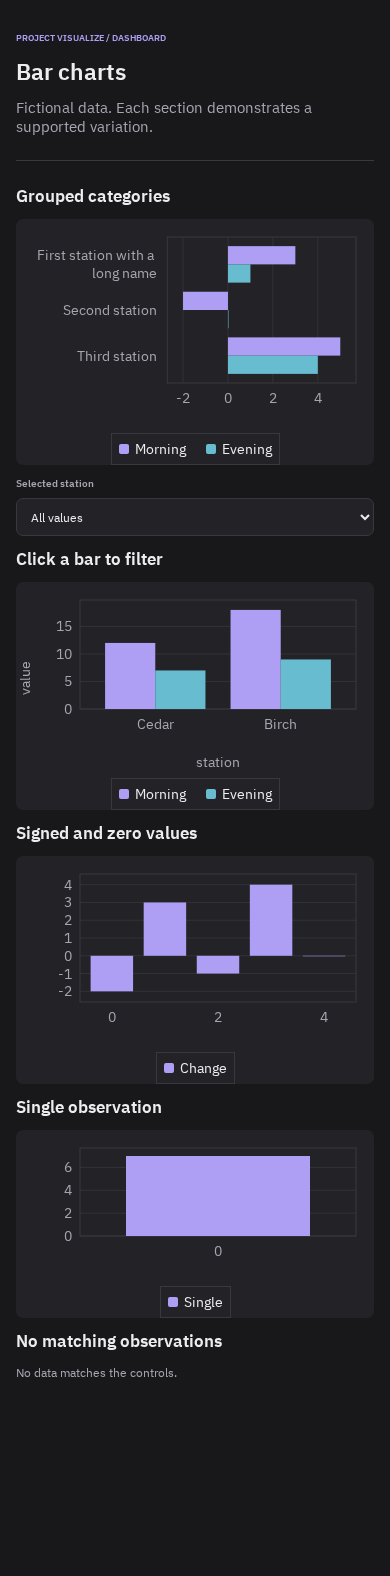 PROJECT VISUALIZE / DASHBOARD
Bar charts
Fictional data. Each section demonstrates a
supported variation.
Grouped categories
First station with a
long name
Second station
Third station
-2 0 2 4
Morning Evening
Selected station
All values
Click a bar to filter
value
15
10
5
0
Cedar Birch
station
Morning Evening
Signed and zero values
4
3
2
1
0
-1
-2
0 2 4
Change
Single observation
6
4
2
0
0
Single
No matching observations
No data matches the controls.